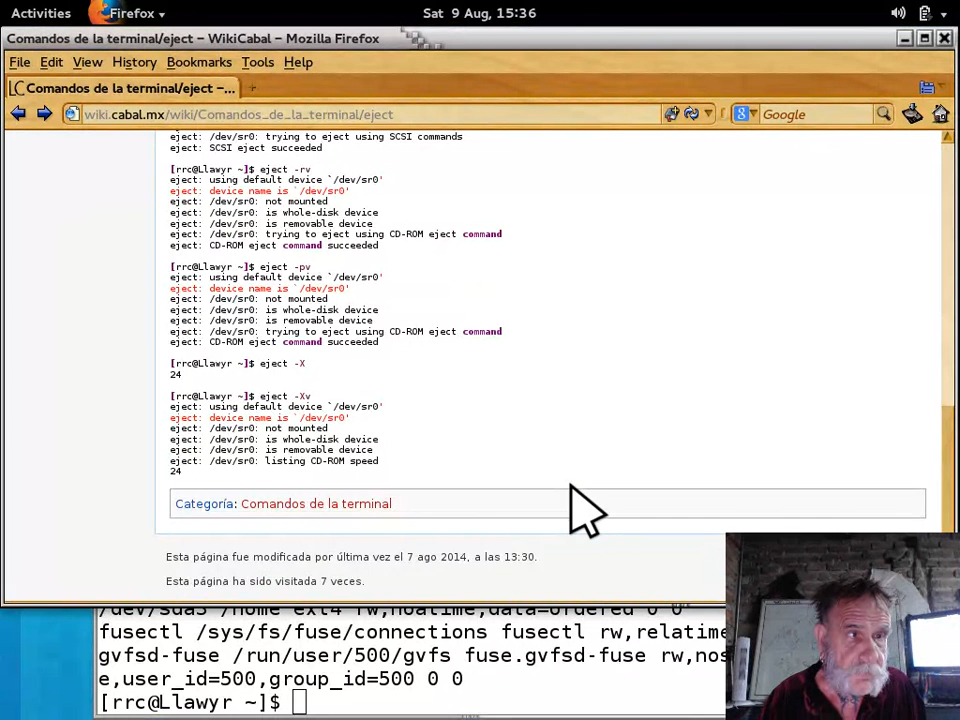 Activities Firefox Sat 9 Aug, 15:36
Comandos de la terminal/eject – WikiCabal – Mozilla Firefox
File Edit View History Bookmarks Tools Help
Comandos de la terminal/eject –...
wiki.cabal.mx/wiki/Comandos_de_la_terminal/eject Google
eject: /dev/sr0: trying to eject using SCSI commands
eject: SCSI eject succeeded
[rrc@Llawyr ~]$ eject -rv
eject: using default device `/dev/sr0'
eject: device name is `/dev/sr0'
eject: /dev/sr0: not mounted
eject: /dev/sr0: is whole-disk device
eject: /dev/sr0: is removable device
eject: /dev/sr0: trying to eject using CD-ROM eject command
eject: CD-ROM eject command succeeded
[rrc@Llawyr ~]$ eject -pv
eject: using default device `/dev/sr0'
eject: device name is `/dev/sr0'
eject: /dev/sr0: not mounted
eject: /dev/sr0: is whole-disk device
eject: /dev/sr0: is removable device
eject: /dev/sr0: trying to eject using CD-ROM eject command
eject: CD-ROM eject command succeeded
[rrc@Llawyr ~]$ eject -X
24
[rrc@Llawyr ~]$ eject -Xv
eject: using default device `/dev/sr0'
eject: device name is `/dev/sr0'
eject: /dev/sr0: not mounted
eject: /dev/sr0: is whole-disk device
eject: /dev/sr0: is removable device
eject: /dev/sr0: listing CD-ROM speed
24
Categoría: Comandos de la terminal
Esta página fue modificada por última vez el 7 ago 2014, a las 13:30.
Esta página ha sido visitada 7 veces.
/dev/sda3 /home ext4 rw,noatime,data=ordered 0 0
fusectl /sys/fs/fuse/connections fusectl rw,relatime
gvfsd-fuse /run/user/500/gvfs fuse.gvfsd-fuse rw,nos
e,user_id=500,group_id=500 0 0
[rrc@Llawyr ~]$